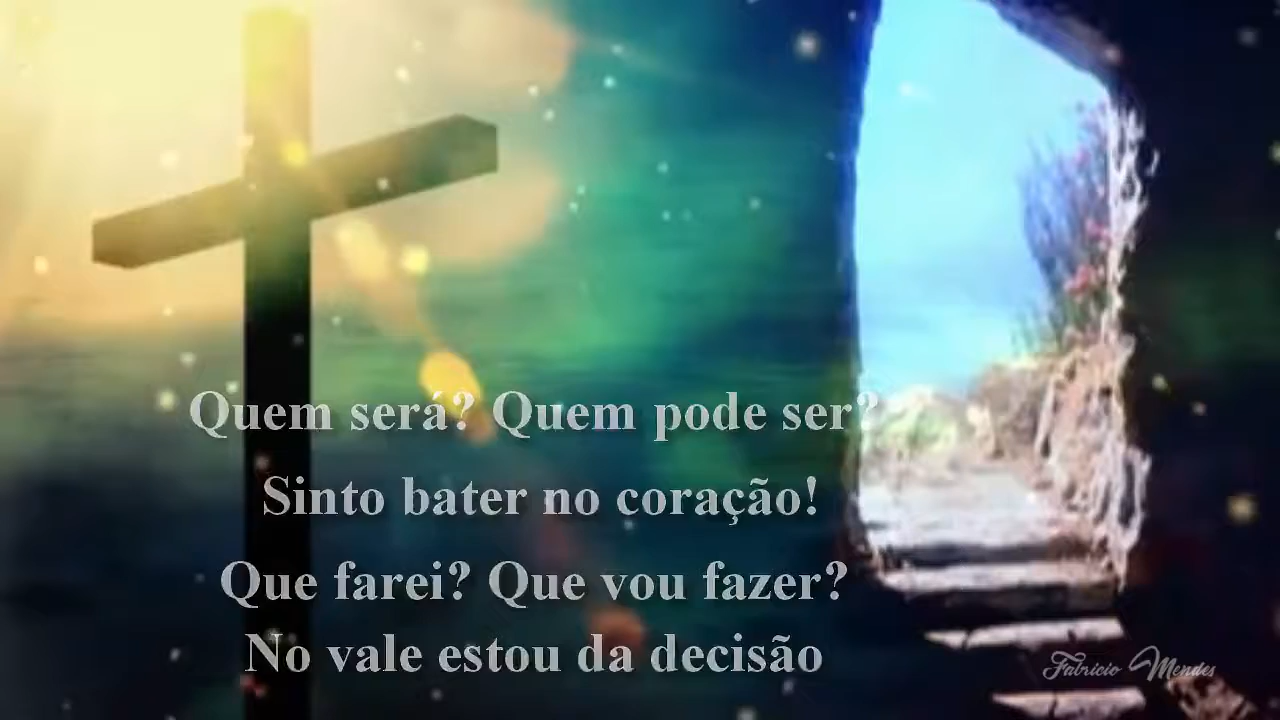 Quem será? Quem pode ser?
Sinto bater no coração!
Que farei? Que vou fazer?
No vale estou da decisão
Fabricio Mendes